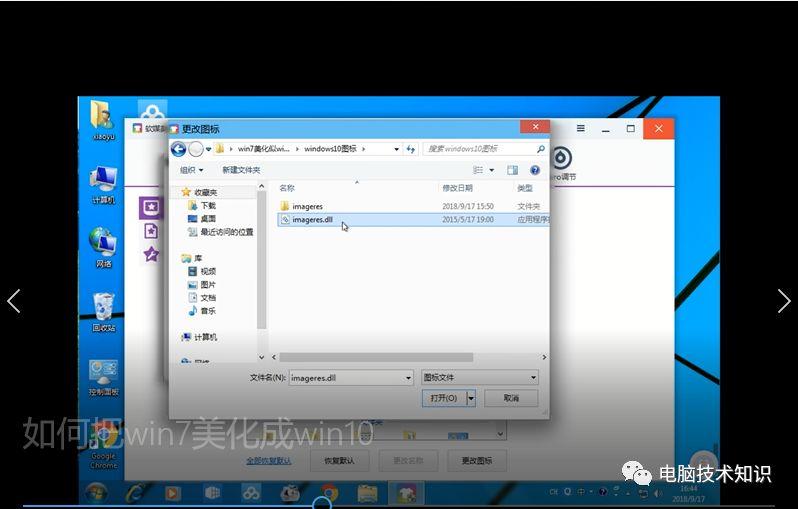 xiaoyu
计算机
网络
回收站
控制面板
Google
Chrome
软媒
更改图标
win7美化似wi...
windows10图标
搜索 windows10图标
组织
新建文件夹
收藏夹
下载
桌面
最近访问的位置
库
视频
图片
文档
音乐
计算机
网络
名称
修改日期
类型
imageres
2018/9/17 15:50
文件夹
imageres.dll
2015/5/17 19:00
应用程序
文件名(N):
imageres.dll
图标文件
打开(O)
取消
ro调节
全部恢复默认
恢复默认
更改名称
更改图标
如何把win7美化成win10
电脑技术知识
CH
中
16:44
2018/9/17